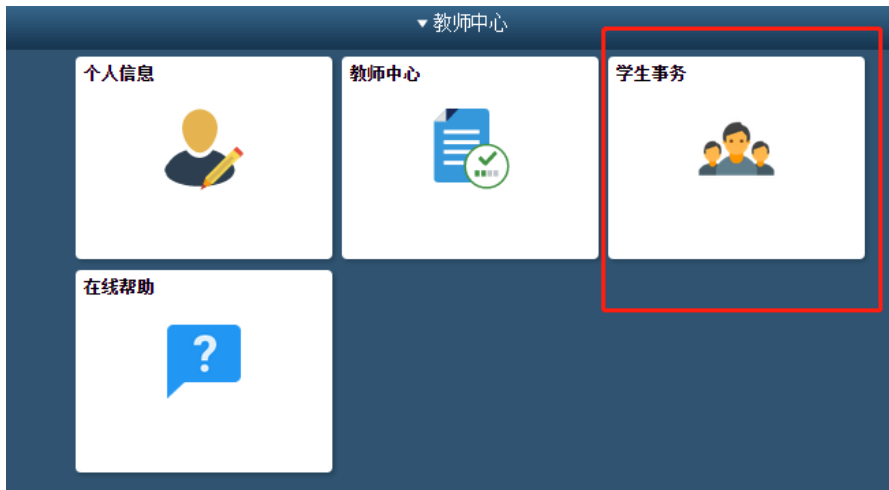 教师中心
个人信息
教师中心
学生事务
在线帮助
?